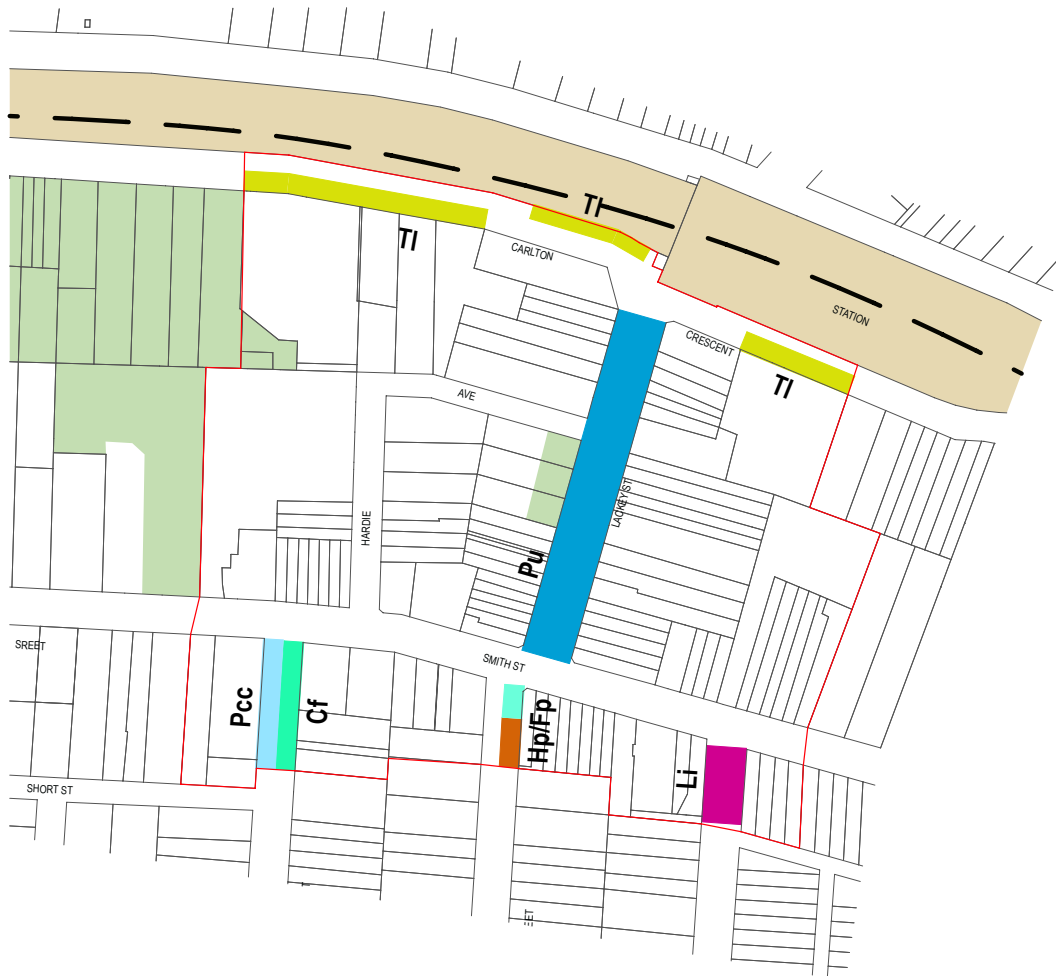 TI
TI
CARLTON
STATION
CRESCENT
TI
AVE
LACKEY ST
HARDIE
Pu
SREET
SMITH ST
Pcc
Cf
Hp/Fp
Li
SHORT ST